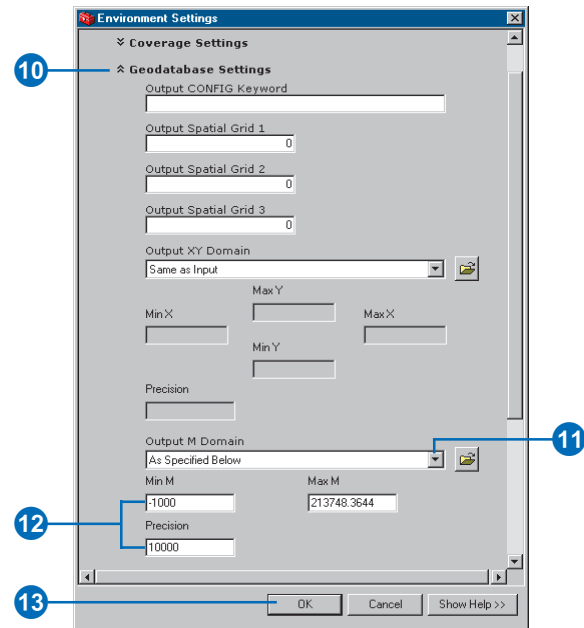 Environment Settings
Coverage Settings
10
Geodatabase Settings
Output CONFIG Keyword
Output Spatial Grid 1
0
Output Spatial Grid 2
0
Output Spatial Grid 3
0
Output XY Domain
Same as Input
Max Y
Min X
Max X
Min Y
Precision
Output M Domain
11
As Specified Below
Min M
Max M
-1000
213748.3644
12
Precision
10000
13
OK
Cancel
Show Help >>